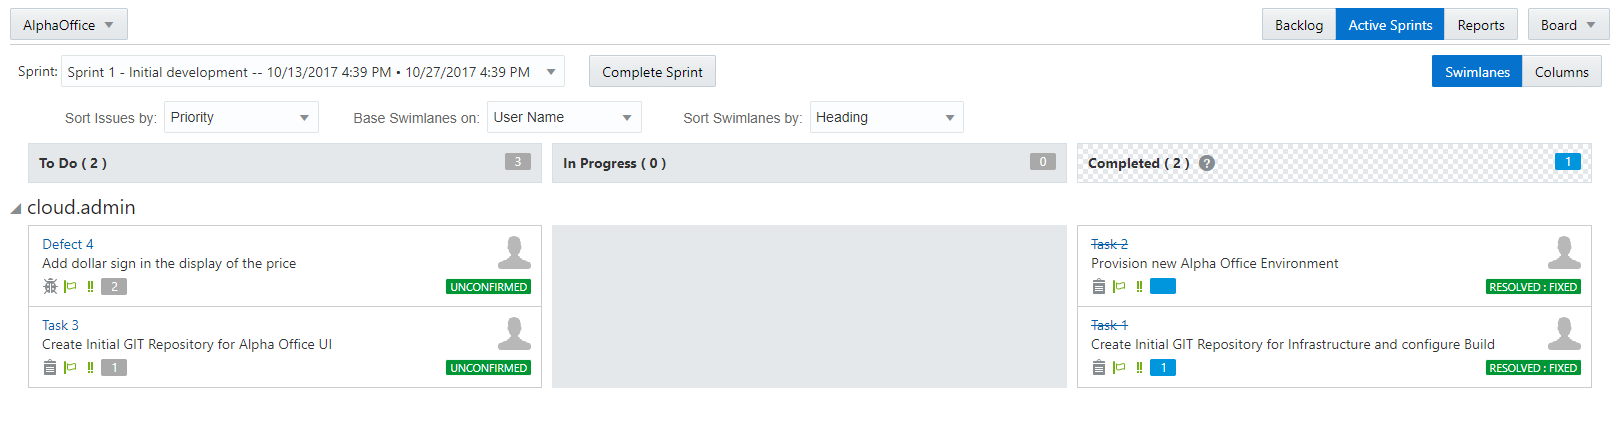 AlphaOffice
Backlog Active Sprints Reports Board
Sprint: Sprint 1 - Initial development -- 10/13/2017 4:39 PM • 10/27/2017 4:39 PM Complete Sprint Swimlanes Columns
Sort Issues by: Priority Base Swimlanes on: User Name Sort Swimlanes by: Heading
To Do ( 2 ) 3
In Progress ( 0 ) 0
Completed ( 2 ) ? 1
cloud.admin
Defect 4
Add dollar sign in the display of the price
2 UNCONFIRMED
Task 3
Create Initial GIT Repository for Alpha Office UI
1 UNCONFIRMED
Task 2
Provision new Alpha Office Environment
RESOLVED : FIXED
Task 1
Create Initial GIT Repository for Infrastructure and configure Build
1 RESOLVED : FIXED